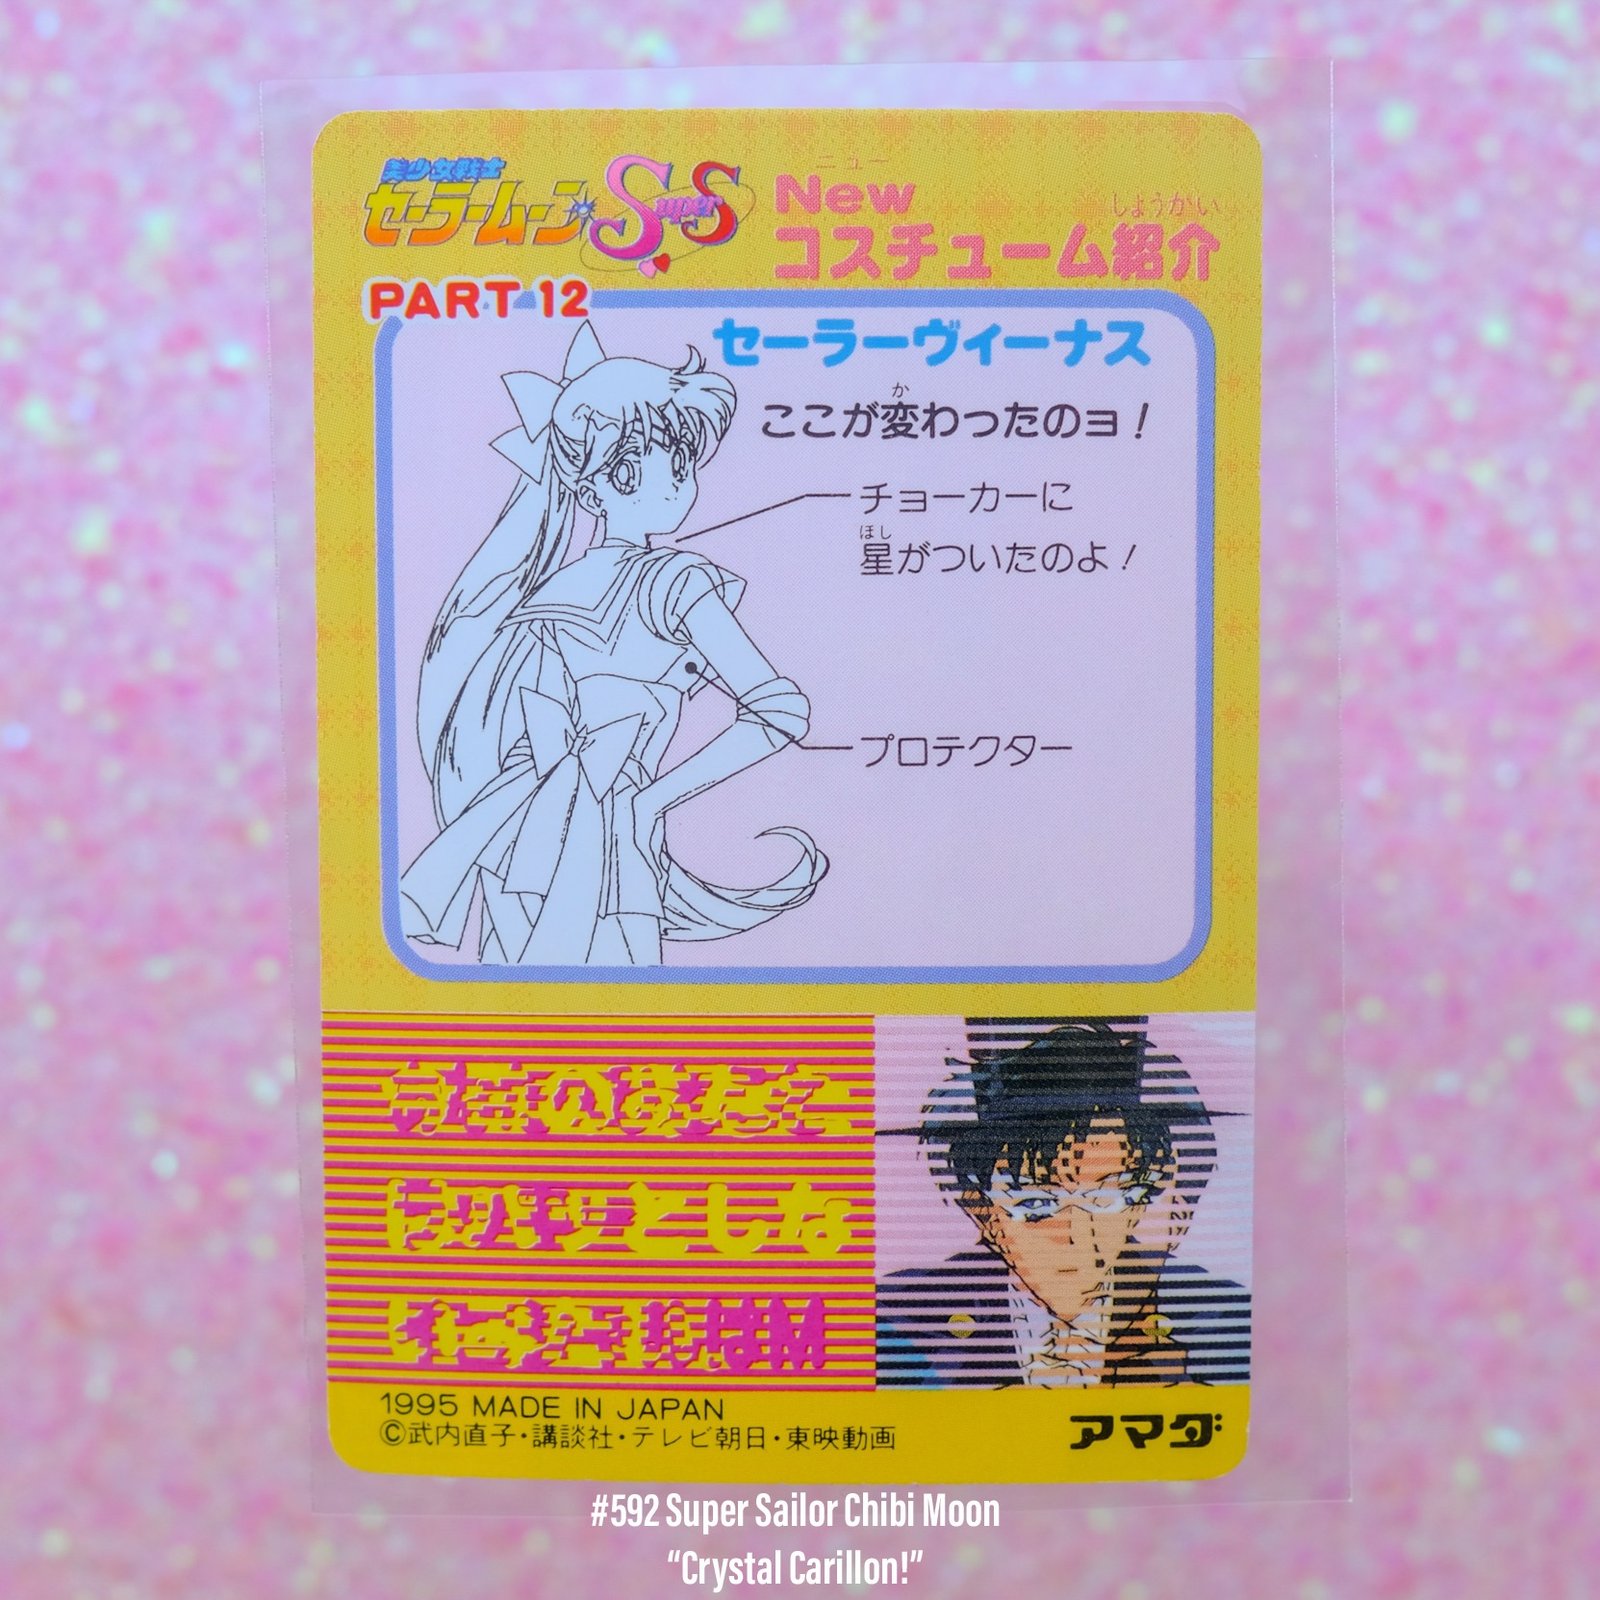 美少女戦士
セーラームーン SuperS
ニュー
New
しょうかい
コスチューム紹介
PART 12
セーラーヴィーナス
か
ここが変わったのヨ！
チョーカーに
ほし
星がついたのよ！
プロテクター
1995 MADE IN JAPAN
©武内直子・講談社・テレビ朝日・東映動画
アマダ
#592 Super Sailor Chibi Moon
“Crystal Carillon!”